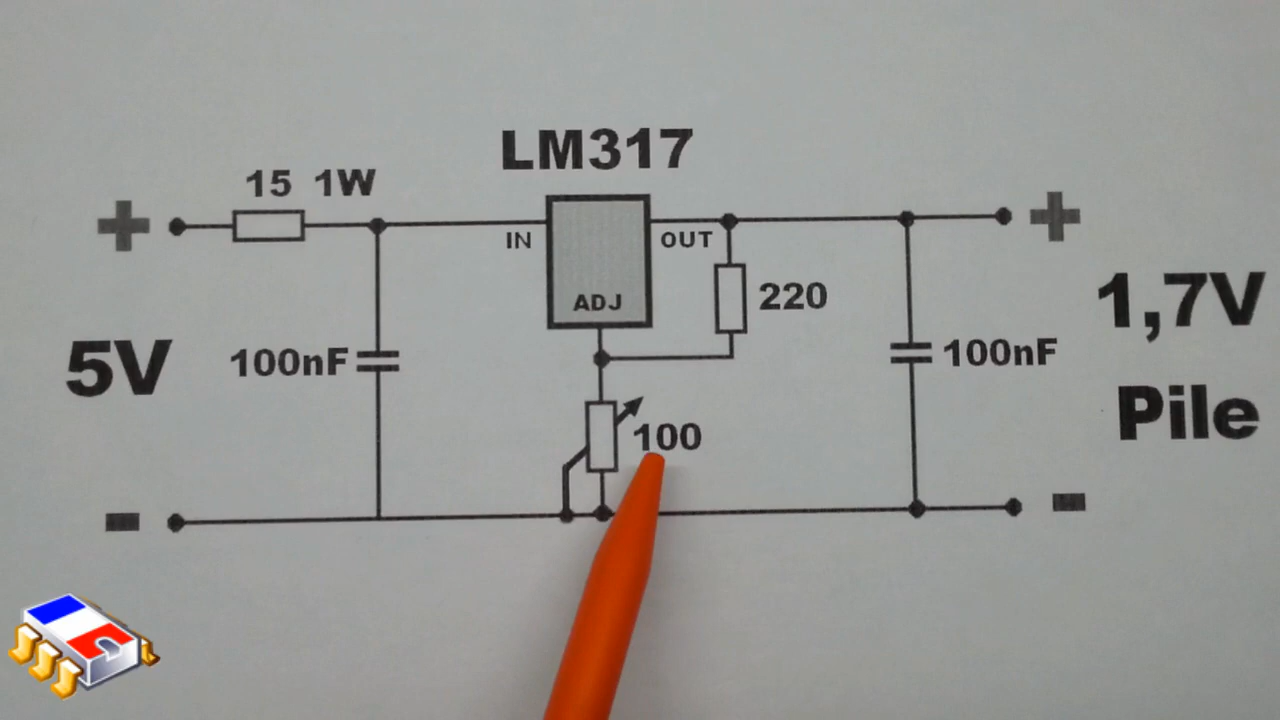 LM317
15 1W
+
+
IN
OUT
ADJ
220
1,7V
5V
100nF
100nF
Pile
100
-
-